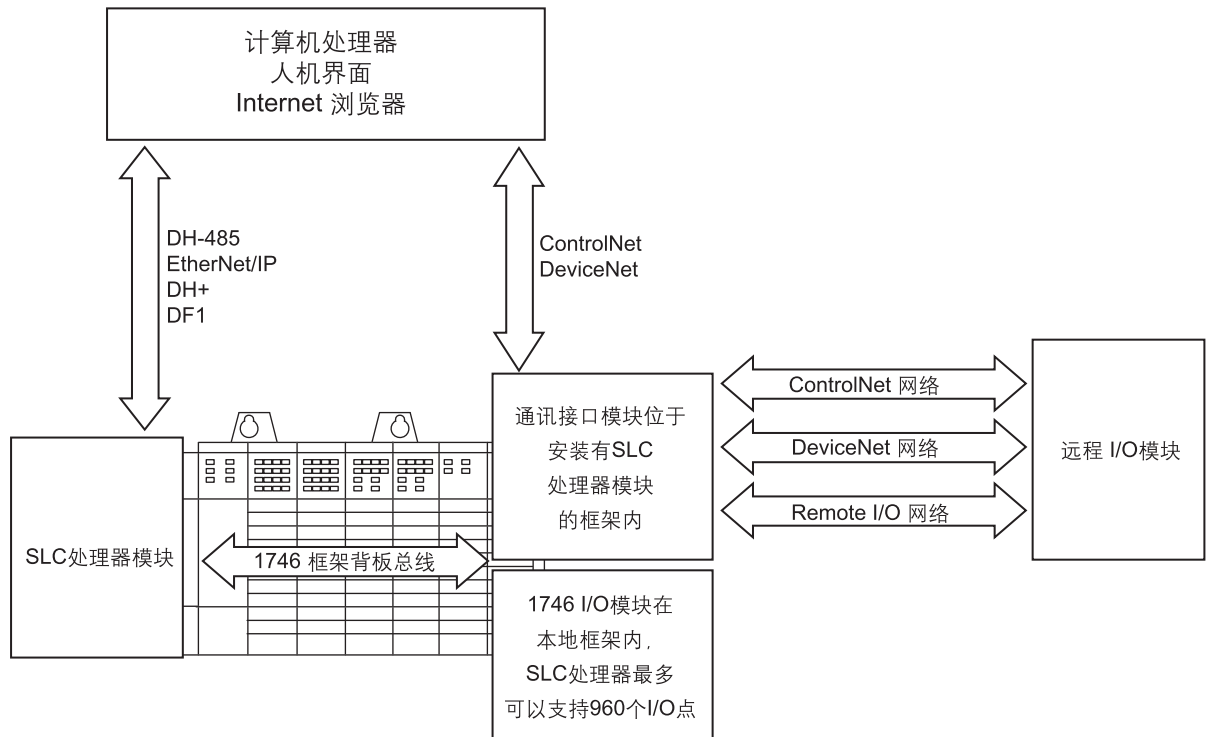 计算机处理器
人机界面
Internet 浏览器
DH-485
EtherNet/IP
DH+
DF1
ControlNet
DeviceNet
通讯接口模块位于
安装有SLC
处理器模块
的框架内
ControlNet 网络
DeviceNet 网络
Remote I/O 网络
远程 I/O模块
SLC处理器模块
1746 框架背板总线
1746 I/O模块在
本地框架内，
SLC处理器最多
可以支持960个I/O点